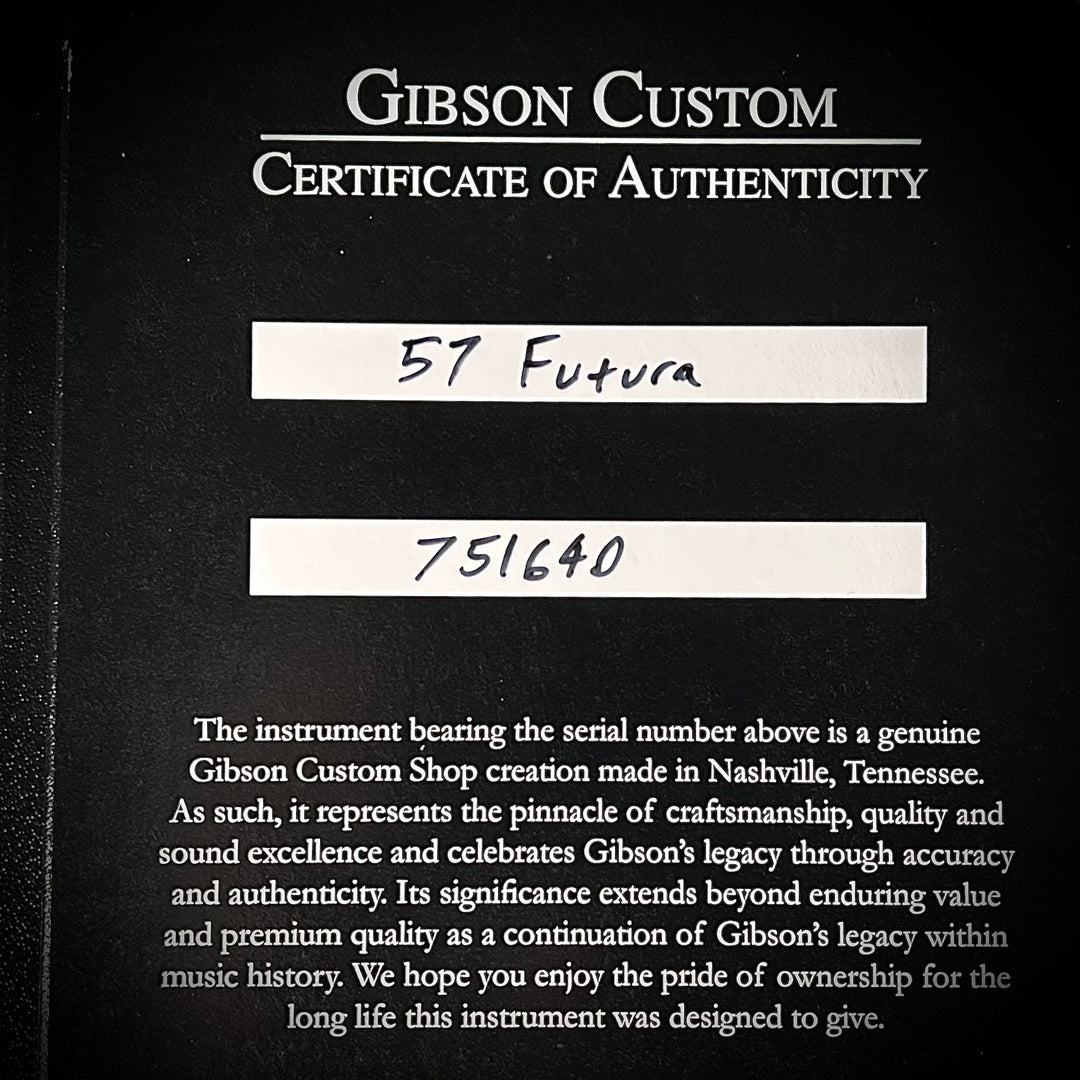 GIBSON CUSTOM
CERTIFICATE OF AUTHENTICITY
57 Futura
751640
The instrument bearing the serial number above is a genuine
Gibson Custom Shop creation made in Nashville, Tennessee.
As such, it represents the pinnacle of craftsmanship, quality and
sound excellence and celebrates Gibson's legacy through accuracy
and authenticity. Its significance extends beyond enduring value
and premium quality as a continuation of Gibson's legacy within
music history. We hope you enjoy the pride of ownership for the
long life this instrument was designed to give.